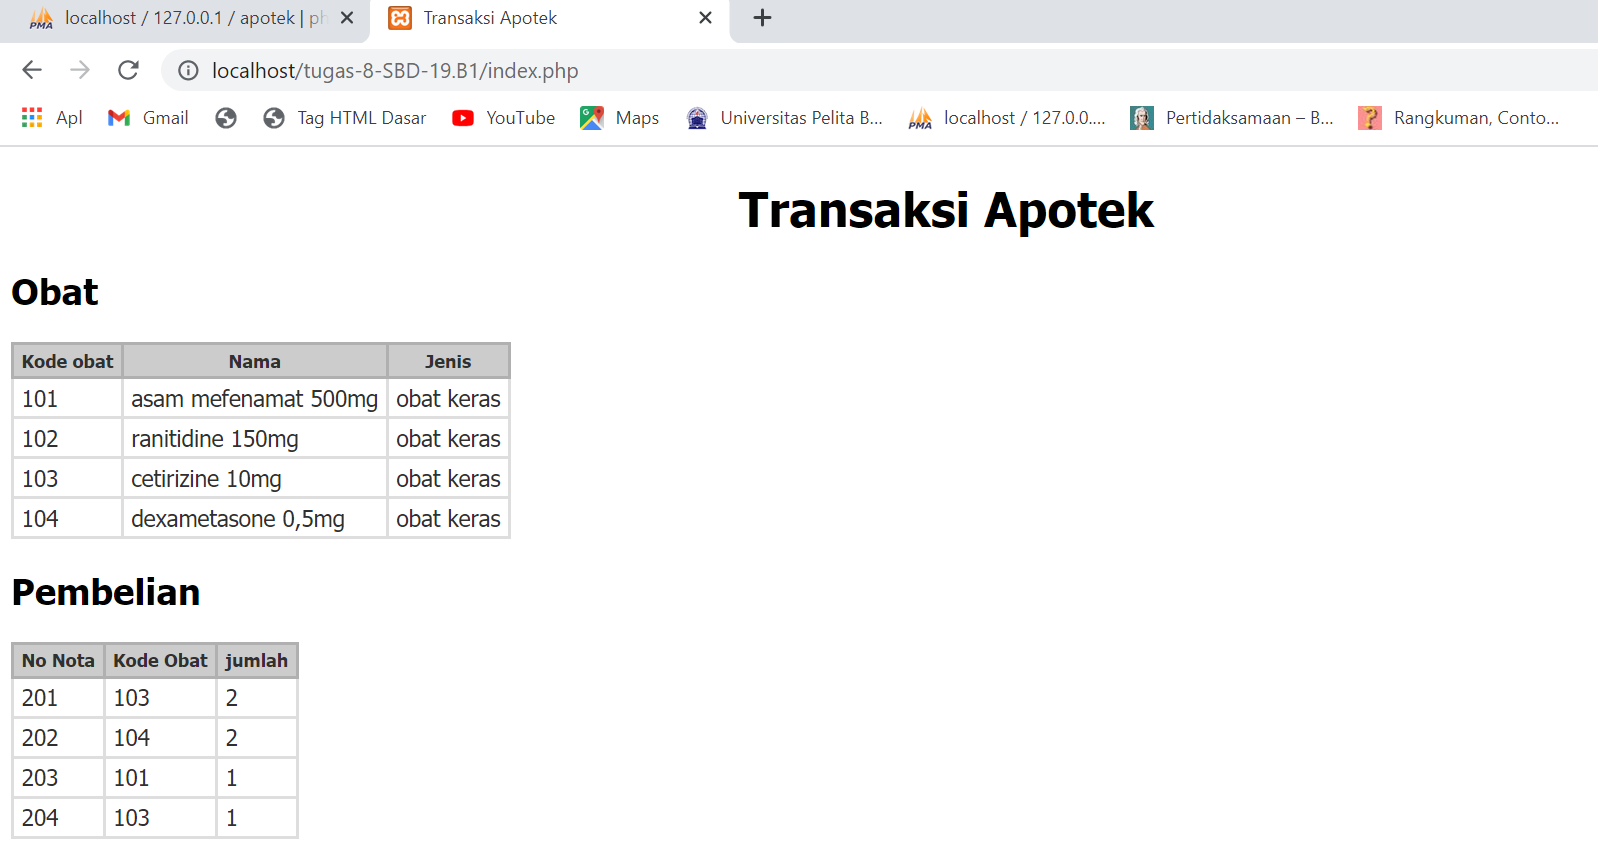 localhost / 127.0.0.1 / apotek | ph
Transaksi Apotek
localhost/tugas-8-SBD-19.B1/index.php
Apl Gmail Tag HTML Dasar YouTube Maps Universitas Pelita B... localhost / 127.0.0.... Pertidaksamaan – B... Rangkuman, Conto...
Transaksi Apotek
Obat
Kode obat Nama Jenis
101 asam mefenamat 500mg obat keras
102 ranitidine 150mg obat keras
103 cetirizine 10mg obat keras
104 dexametasone 0,5mg obat keras
Pembelian
No Nota Kode Obat jumlah
201 103 2
202 104 2
203 101 1
204 103 1